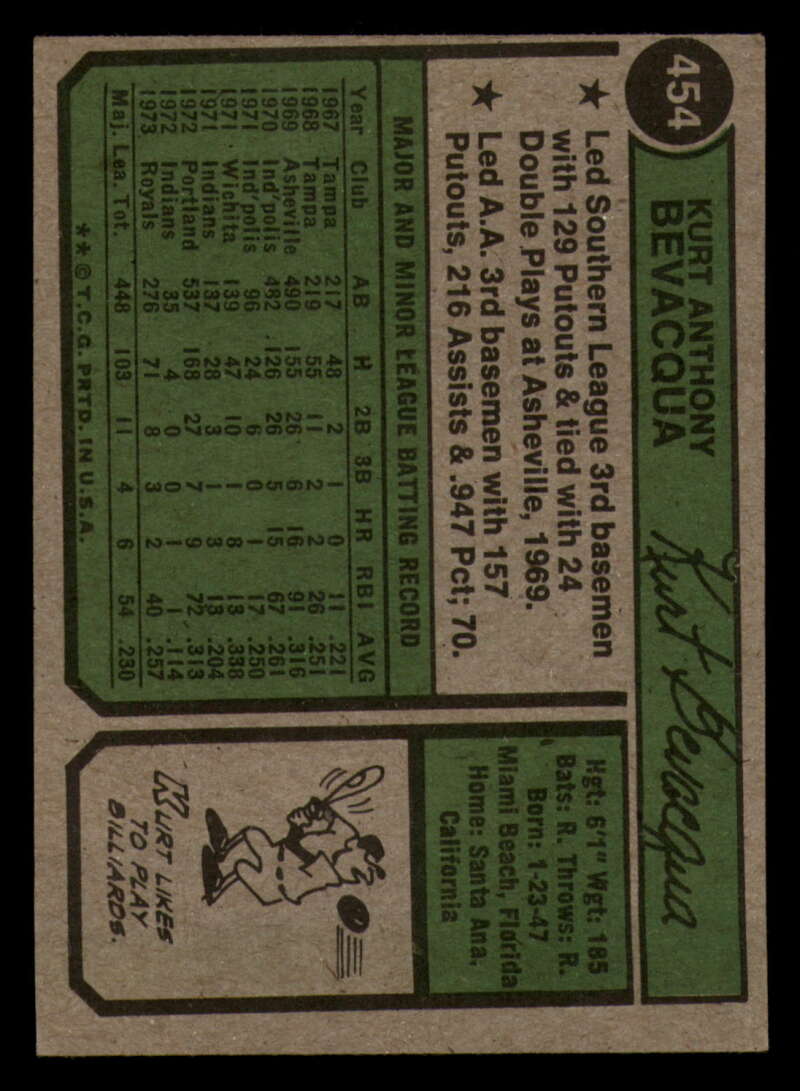 454
KURT ANTHONY
BEVACQUA
Kurt Bevacqua
★ Led Southern League 3rd basemen
with 129 Putouts & tied with 24
Double Plays at Asheville, 1969.
★ Led A.A. 3rd basemen with 157
Putouts, 216 Assists & .947 Pct; 70.
MAJOR AND MINOR LEAGUE BATTING RECORD
Year Club AB H 2B 3B HR RBI AVG
1967 Tampa 217 48 2 1 0 11 .221
1968 Tampa 219 55 11 2 2 26 .251
1969 Asheville 490 155 26 6 16 91 .316
1970 Ind'polis 482 126 26 5 15 67 .261
1971 Ind'polis 96 24 6 0 1 17 .250
1971 Wichita 139 47 10 1 8 13 .338
1971 Indians 137 28 3 1 3 13 .204
1972 Portland 537 168 27 7 9 72 .313
1972 Indians 35 4 0 0 1 1 .114
1973 Royals 276 71 8 3 2 40 .257
Maj. Lea. Tot. 448 103 11 4 6 54 .230
**© T.C.G. PRTD. IN U.S.A.
Hgt: 6'1" Wgt: 185
Bats: R. Throws: R.
Born: 1-23-47
Miami Beach, Florida
Home: Santa Ana,
California
KURT LIKES
TO PLAY
BILLIARDS.